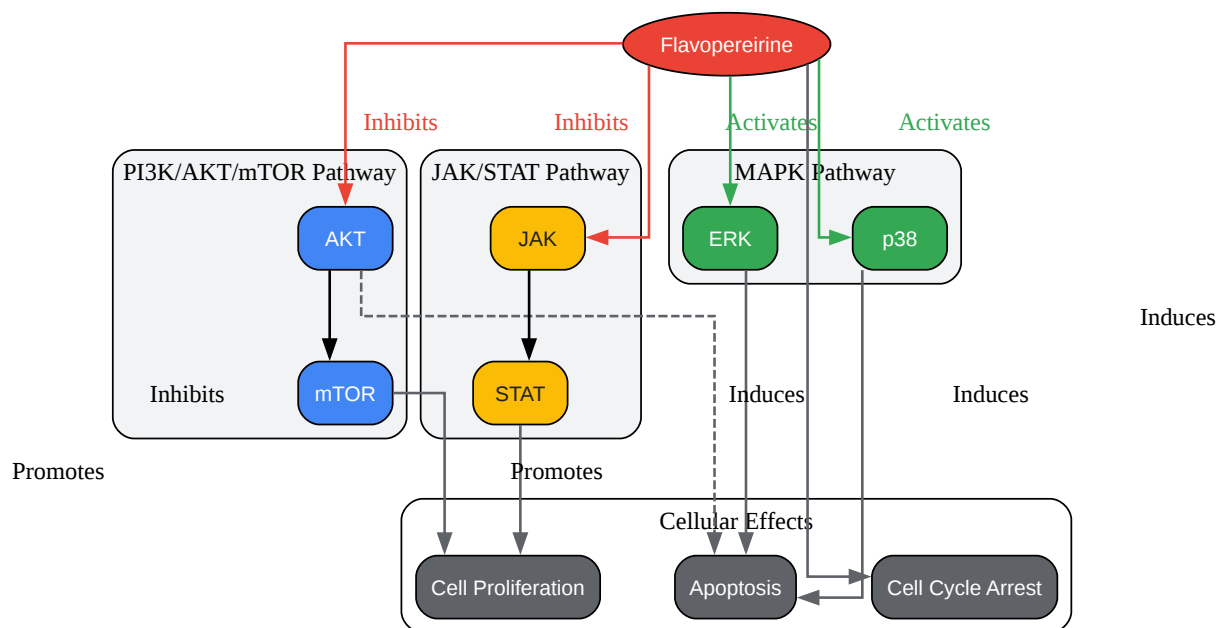 Flavopereirine
Inhibits
Inhibits
Activates
Activates
PI3K/AKT/mTOR Pathway
JAK/STAT Pathway
MAPK Pathway
AKT
JAK
ERK
p38
Induces
Inhibits
mTOR
STAT
Induces
Induces
Promotes
Promotes
Cellular Effects
Cell Proliferation
Apoptosis
Cell Cycle Arrest